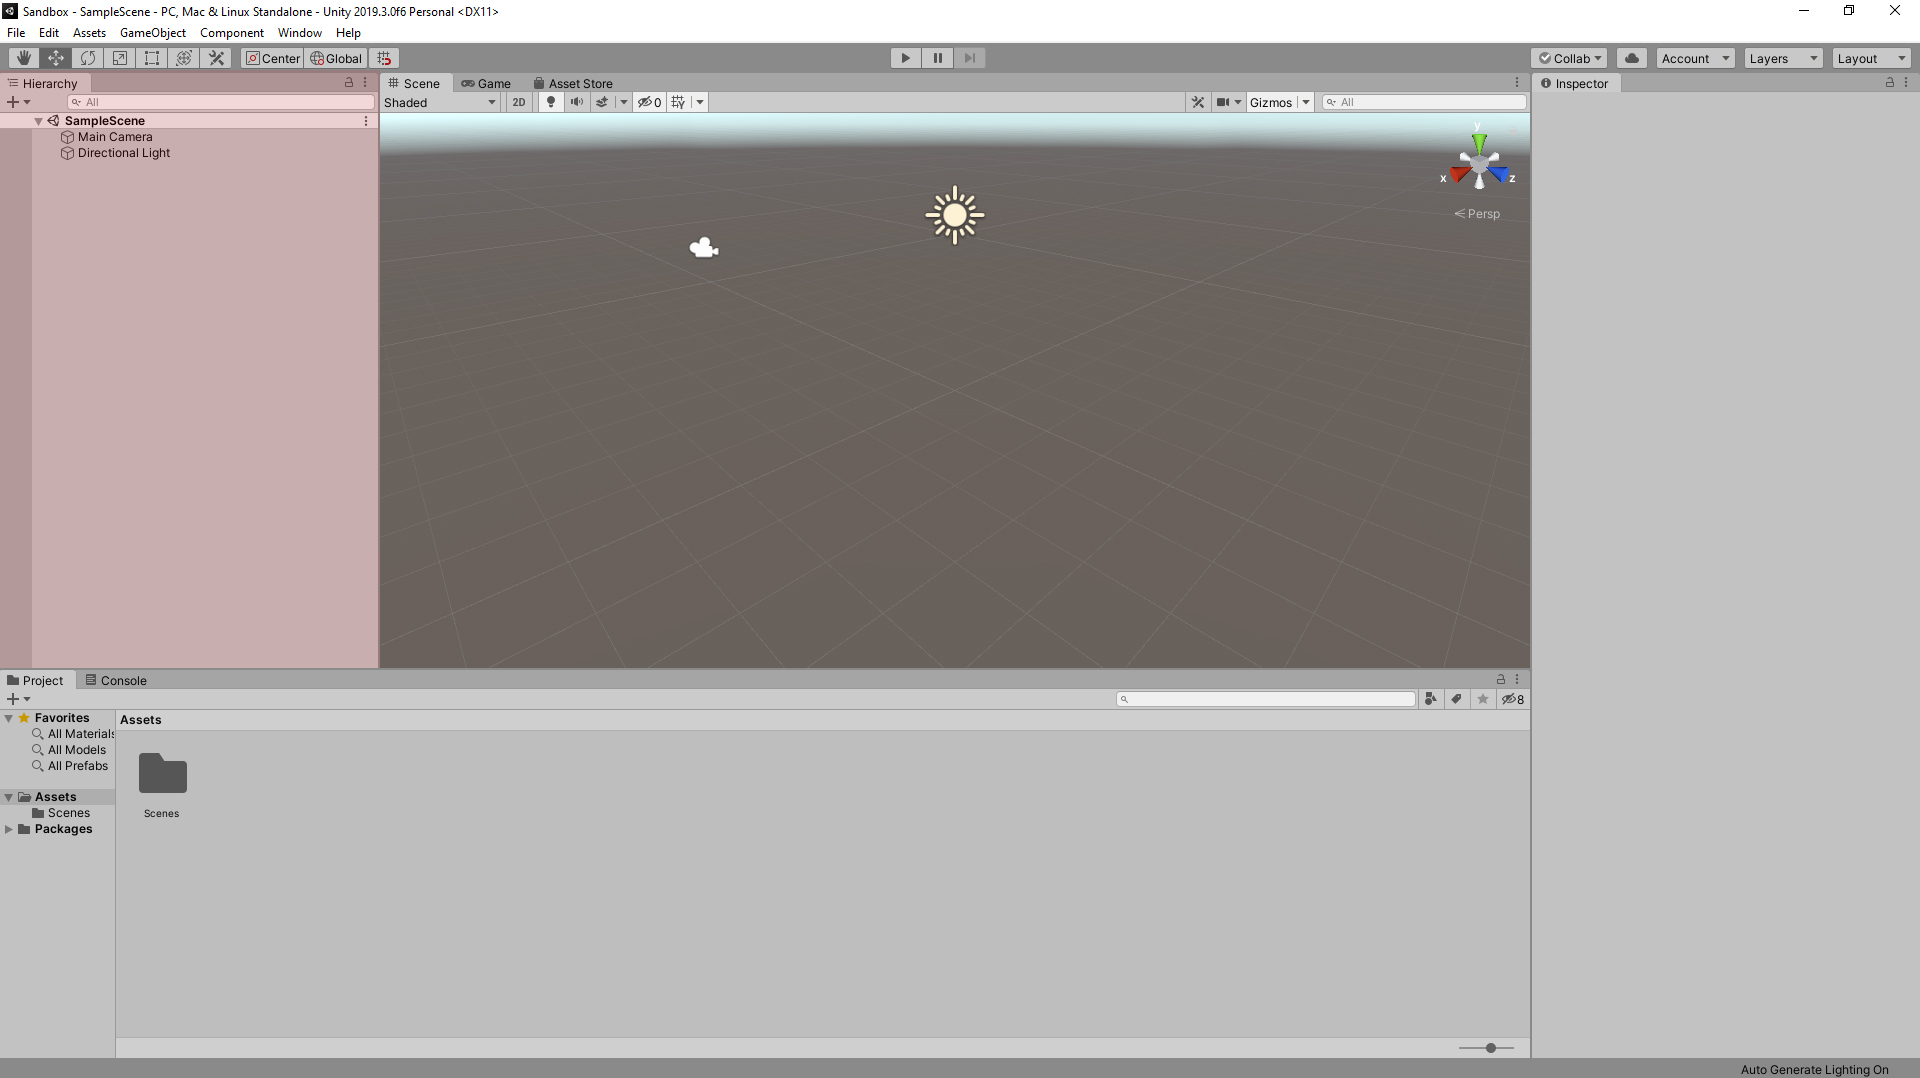 Sandbox - SampleScene - PC, Mac & Linux Standalone - Unity 2019.3.0f6 Personal <DX11>
File Edit Assets GameObject Component Window Help
Center Global Collab Account Layers Layout
Hierarchy
All
SampleScene
Main Camera
Directional Light
Scene Game Asset Store
Shaded 2D 0 Gizmos All
y
x z
Persp
Inspector
Project Console
8
Favorites
All Materials
All Models
All Prefabs
Assets
Scenes
Packages
Assets
Scenes
Auto Generate Lighting On